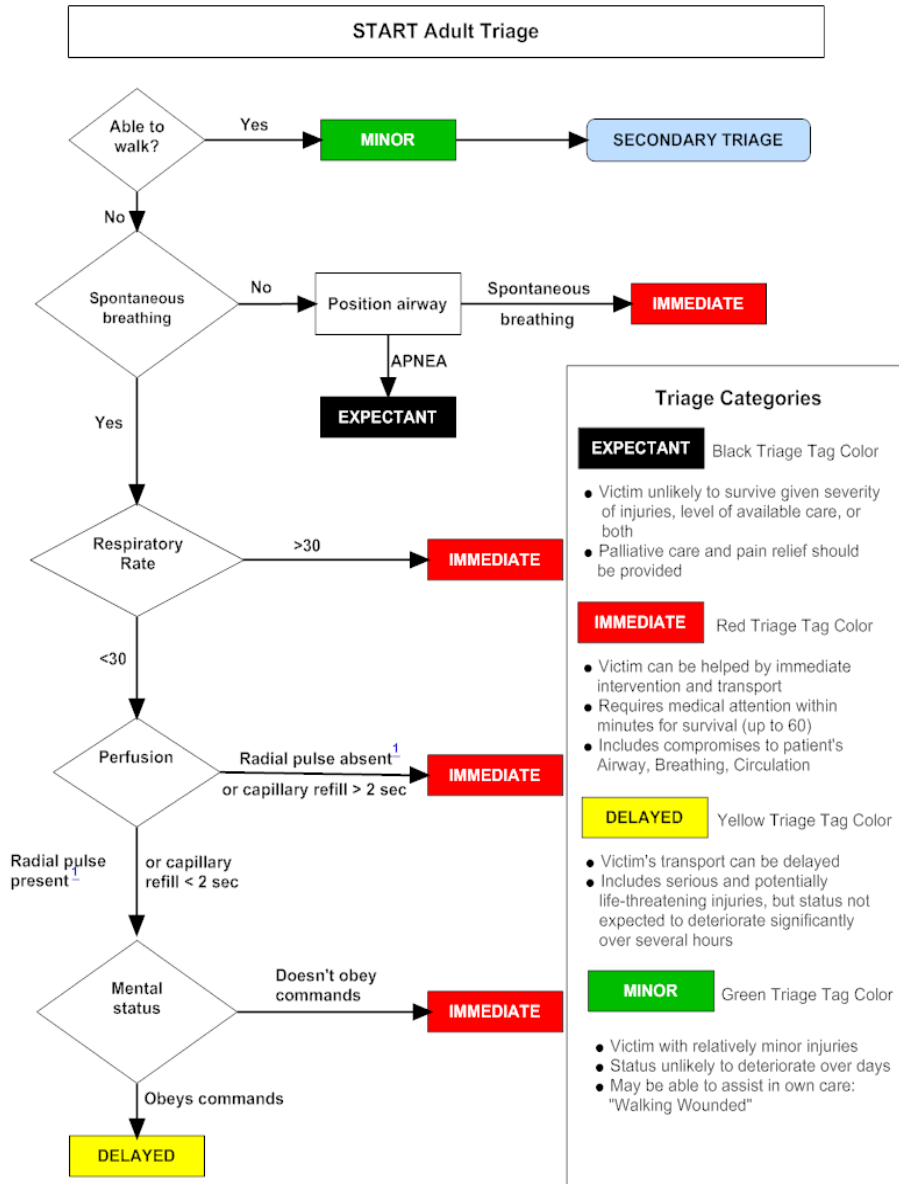 START Adult Triage
Able to
walk?
Yes
MINOR
SECONDARY TRIAGE
No
Spontaneous
breathing
No
Position airway
Spontaneous
breathing
IMMEDIATE
APNEA
EXPECTANT
Yes
Respiratory
Rate
>30
IMMEDIATE
<30
Perfusion
Radial pulse absent1
or capillary refill > 2 sec
IMMEDIATE
Radial pulse
present1
or capillary
refill < 2 sec
Mental
status
Doesn't obey
commands
IMMEDIATE
Obeys commands
DELAYED
Triage Categories
EXPECTANT Black Triage Tag Color
● Victim unlikely to survive given severity
of injuries, level of available care, or
both
● Palliative care and pain relief should
be provided
IMMEDIATE Red Triage Tag Color
● Victim can be helped by immediate
intervention and transport
● Requires medical attention within
minutes for survival (up to 60)
● Includes compromises to patient's
Airway, Breathing, Circulation
DELAYED Yellow Triage Tag Color
● Victim's transport can be delayed
● Includes serious and potentially
life-threatening injuries, but status not
expected to deteriorate significantly
over several hours
MINOR Green Triage Tag Color
● Victim with relatively minor injuries
● Status unlikely to deteriorate over days
● May be able to assist in own care:
"Walking Wounded"